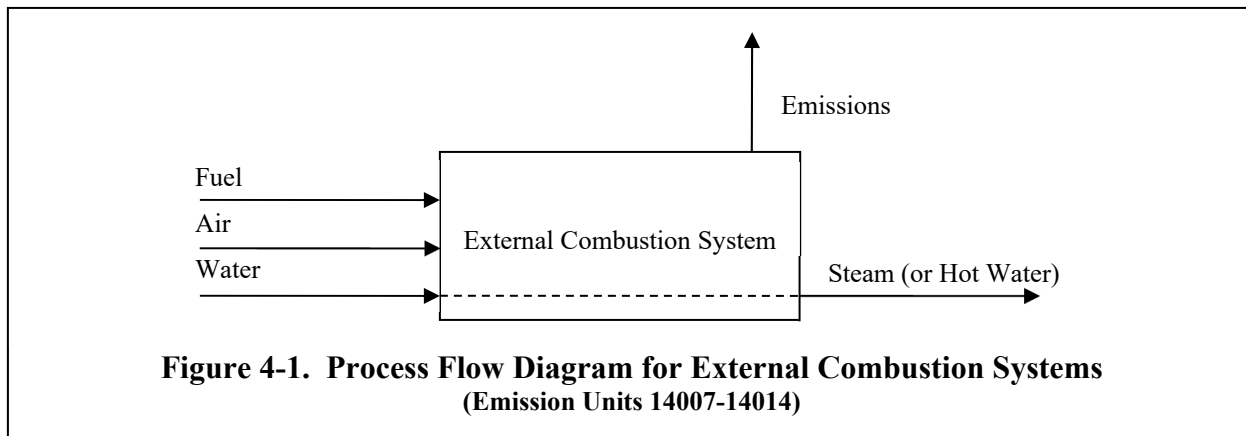 Emissions
Fuel
Air
External Combustion System
Water
Steam (or Hot Water)
Figure 4-1. Process Flow Diagram for External Combustion Systems
(Emission Units 14007-14014)